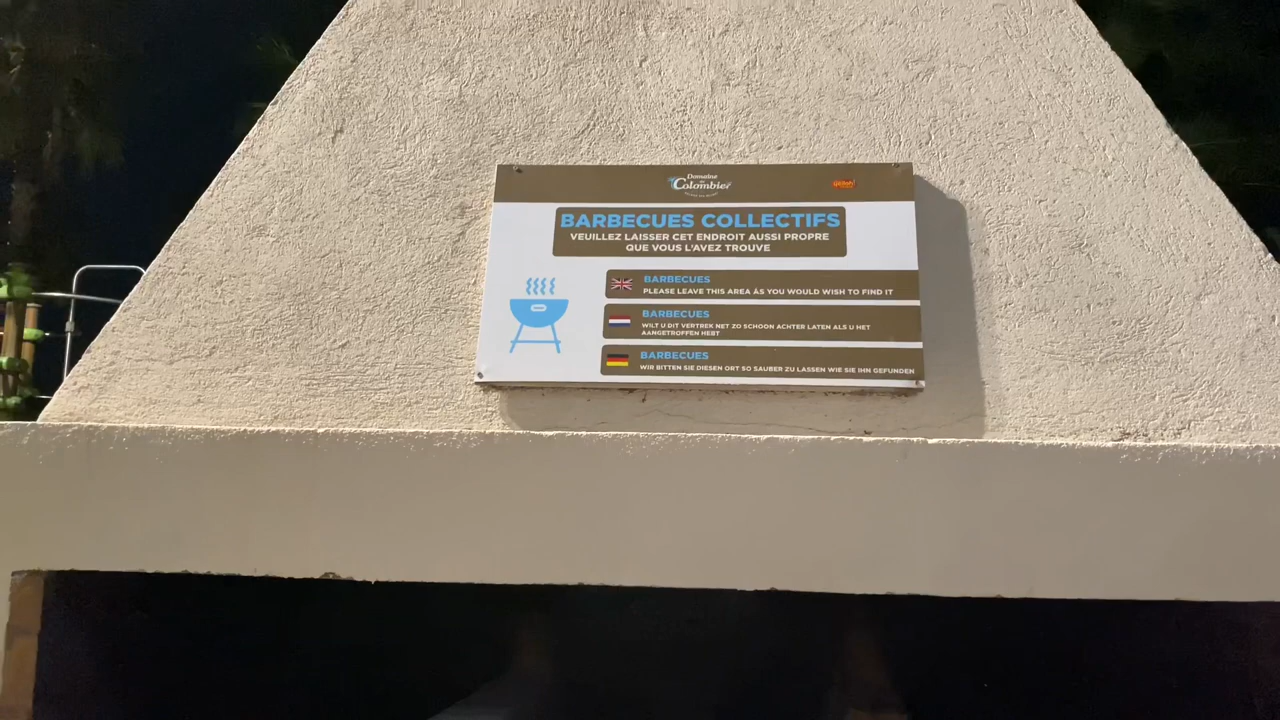 Domaine
du
Colombier
BARBECUES COLLECTIFS
VEUILLEZ LAISSER CET ENDROIT AUSSI PROPRE
QUE VOUS L'AVEZ TROUVE
BARBECUES
PLEASE LEAVE THIS AREA AS YOU WOULD WISH TO FIND IT
BARBECUES
WILT U DIT VERTREK NET ZO SCHOON ACHTER LATEN ALS U HET
AANGETROFFEN HEBT
BARBECUES
WIR BITTEN SIE DIESEN ORT SO SAUBER ZU LASSEN WIE SIE IHN GEFUNDEN